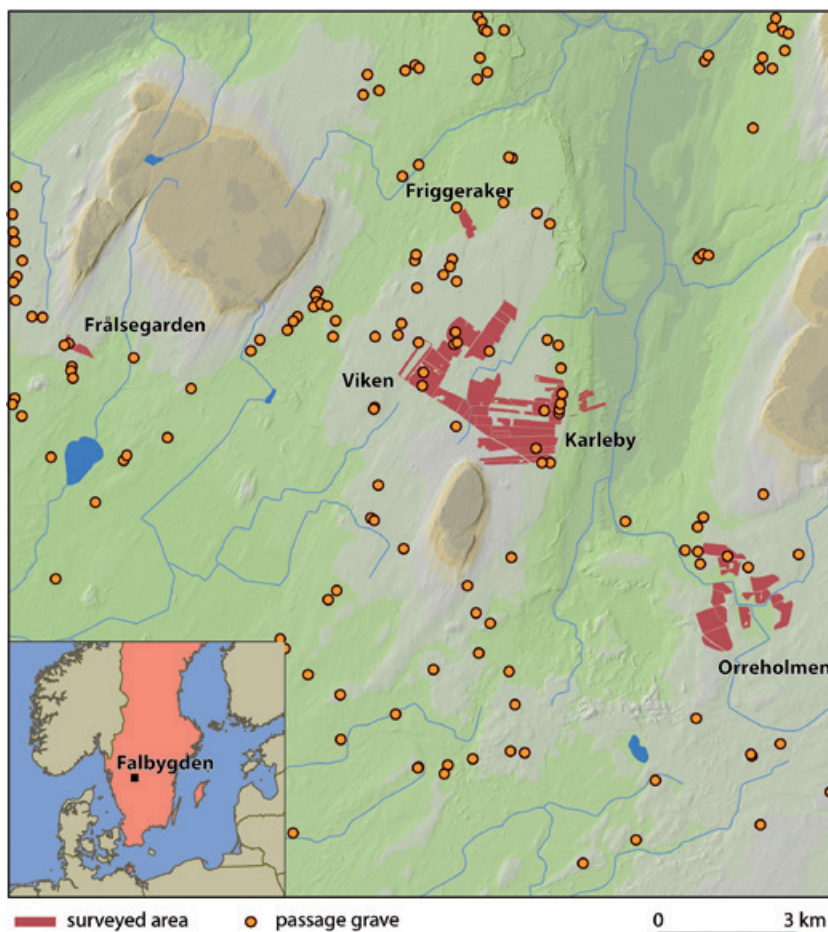 Friggeraker
Frålsegarden
Viken
Karleby
Orreholmen
Falbygden
surveyed area
passage grave
0
3 km